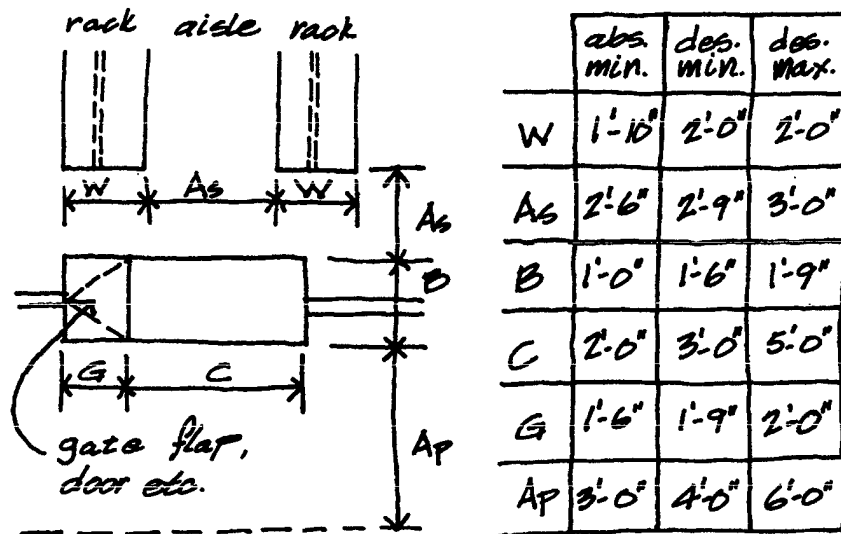 rack aisle rack
W As W
As
B
G C
Ap
gate flap,
door etc.
abs. min. des. min. des. max.
W 1'-10" 2'-0" 2'-0"
As 2'-6" 2'-9" 3'-0"
B 1'-0" 1'-6" 1'-9"
C 2'-0" 3'-0" 5'-0"
G 1'-6" 1'-9" 2'-0"
Ap 3'-0" 4'-0" 6'-0"